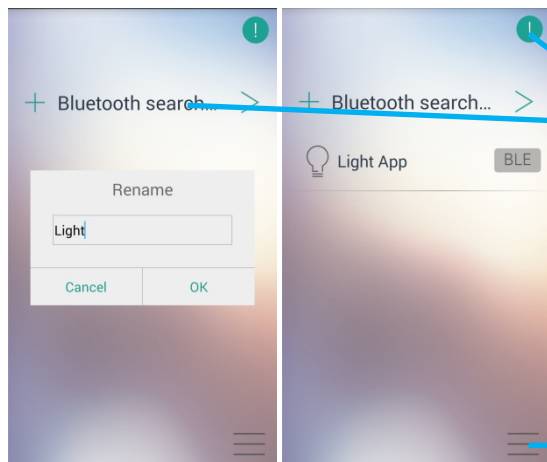 !
Bluetooth search...
Rename
Light
Cancel
OK
!
Bluetooth search...
Light App
BLE